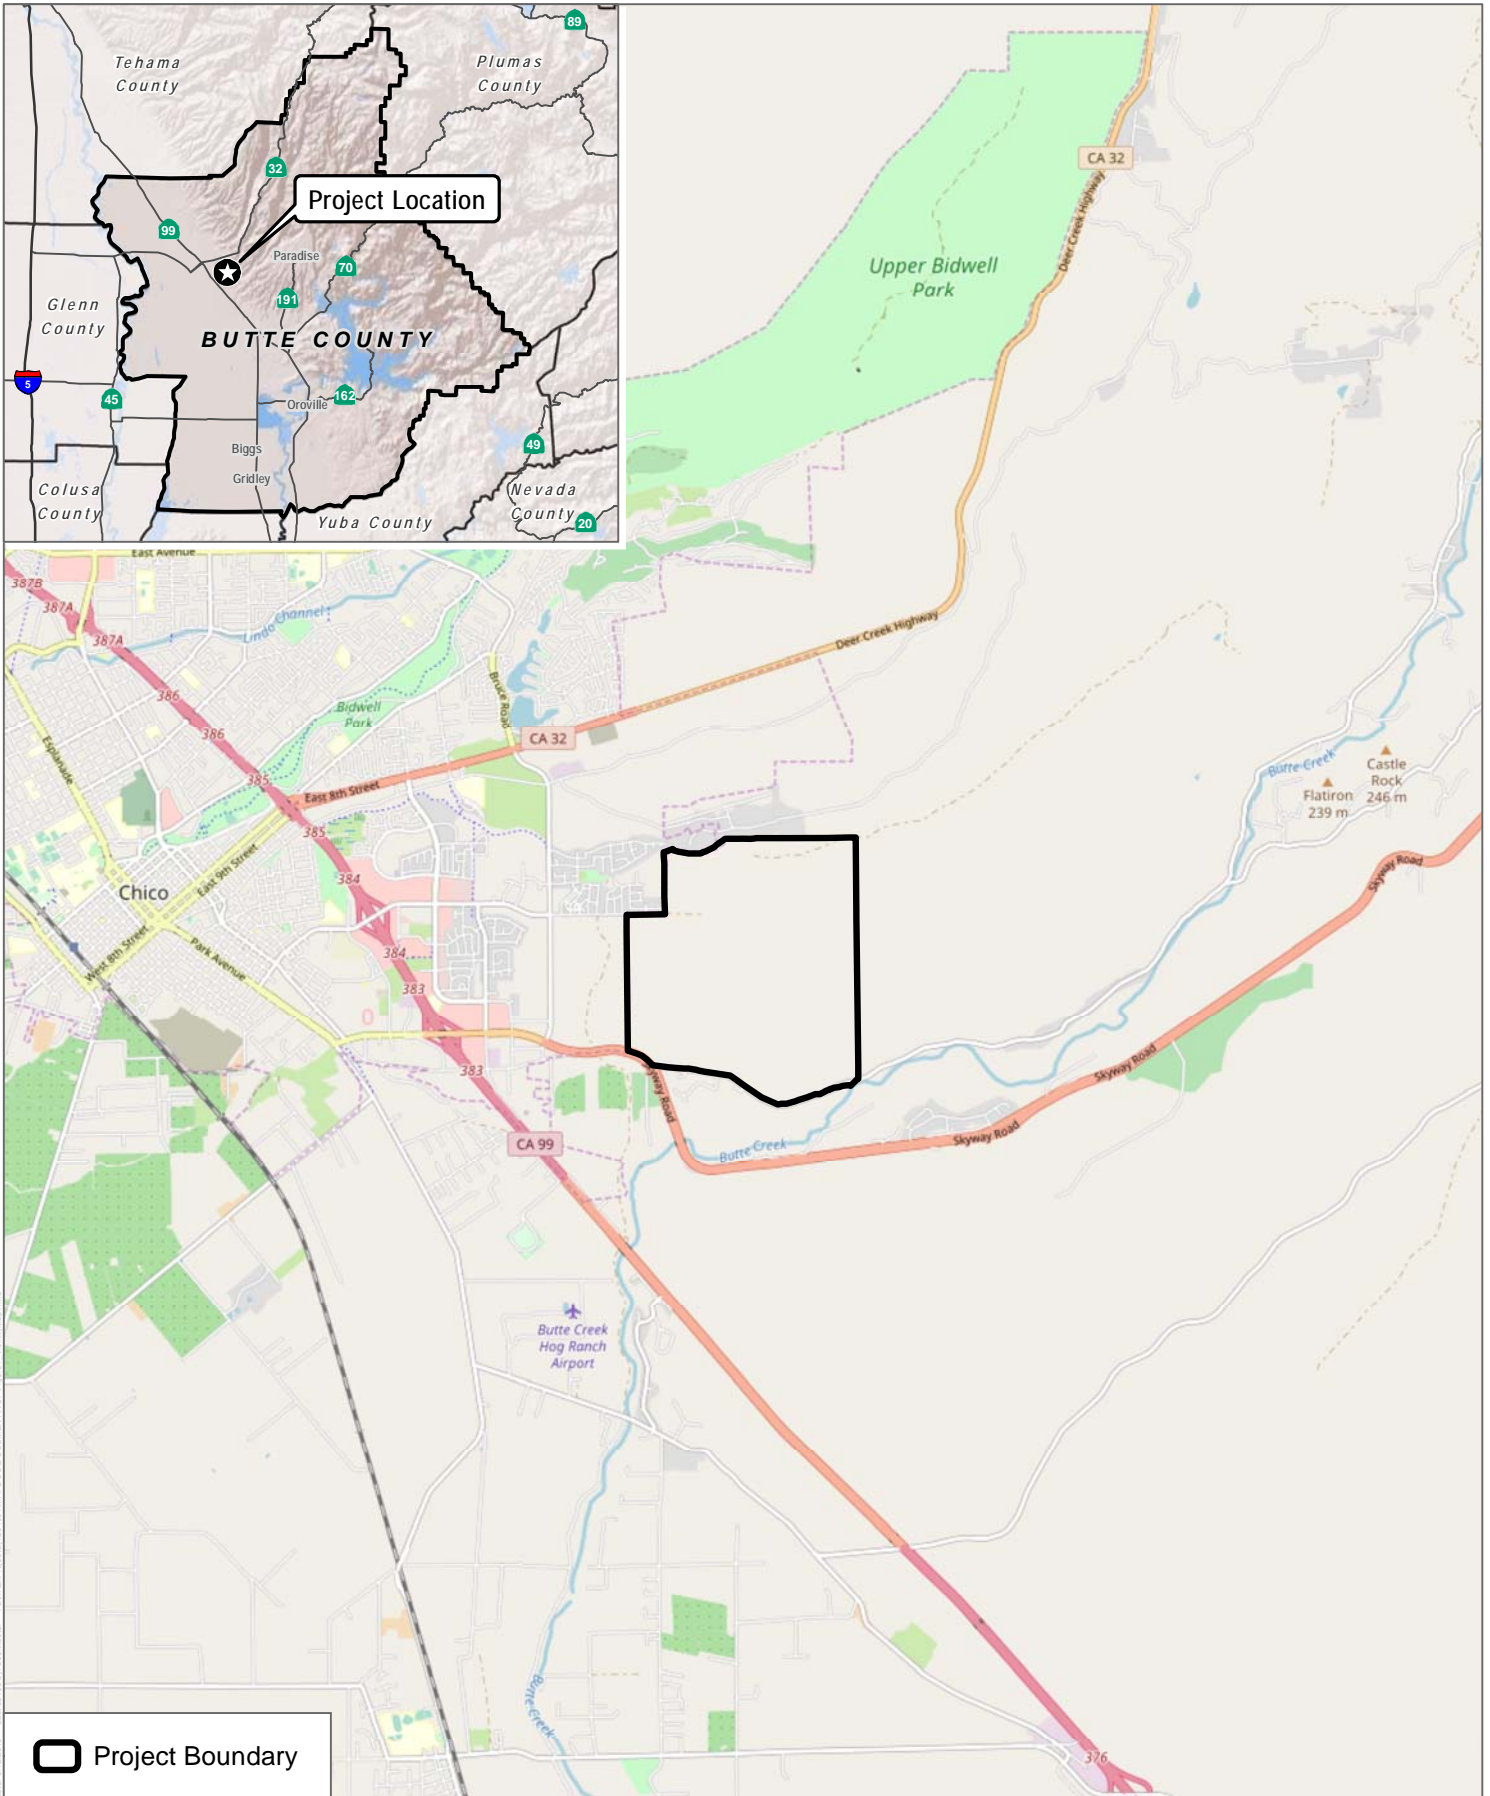 89
Tehama
County
Plumas
County
32
Project Location
99
Paradise
70
191
Glenn
County
BUTTE COUNTY
5
45
162
Oroville
49
Biggs
Gridley
Colusa
County
Nevada
County
20
Yuba County
CA 32
Deer Creek Highway
Upper Bidwell
Park
East Avenue
387B
387A
387A
Lindo Channel
386
386
Bidwell
Park
Bruce Road
Deer Creek Highway
CA 32
Esplanade
385
East 8th Street
385
Butte Creek
Castle
Rock
246 m
Flatiron
239 m
Chico
East 9th Street
384
Skyway Road
West 8th Street
Park Avenue
384
383
383
Skyway Road
Skyway Road
Skyway Road
Butte Creek
CA 99
Butte Creek
Hog Ranch
Airport
Butte Creek
376
Project Boundary